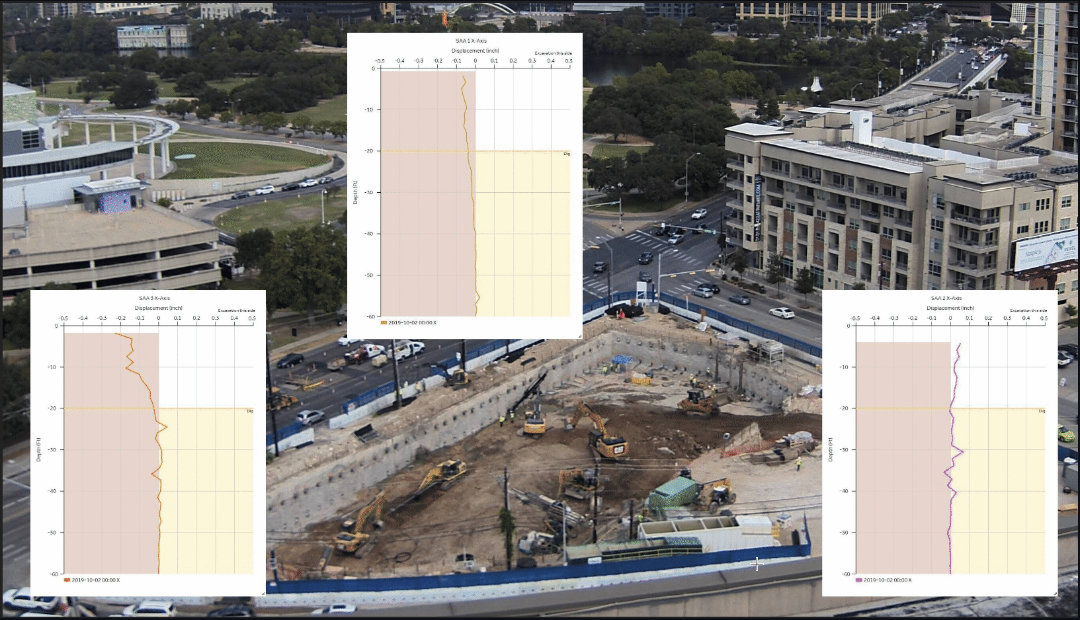 SAA 1 X-Axis
Displacement (inch)
Excavation this side
-0.5 -0.4 -0.3 -0.2 -0.1 0 0.1 0.2 0.3 0.4 0.5
0
-10
-20
-30
-40
-50
-60
Depth (Ft)
2019-10-02 00:00 X
SAA 3 X-Axis
Displacement (inch)
Excavation this side
-0.5 -0.4 -0.3 -0.2 -0.1 0 0.1 0.2 0.3 0.4 0.5
0
-10
-20
-30
-40
-50
-60
Depth (Ft)
2019-10-02 00:00 X
SAA 2 X-Axis
Displacement (inch)
Excavation this side
-0.5 -0.4 -0.3 -0.2 -0.1 0 0.1 0.2 0.3 0.4 0.5
0
-10
-20
-30
-40
-50
-60
Depth (Ft)
2019-10-02 00:00 X